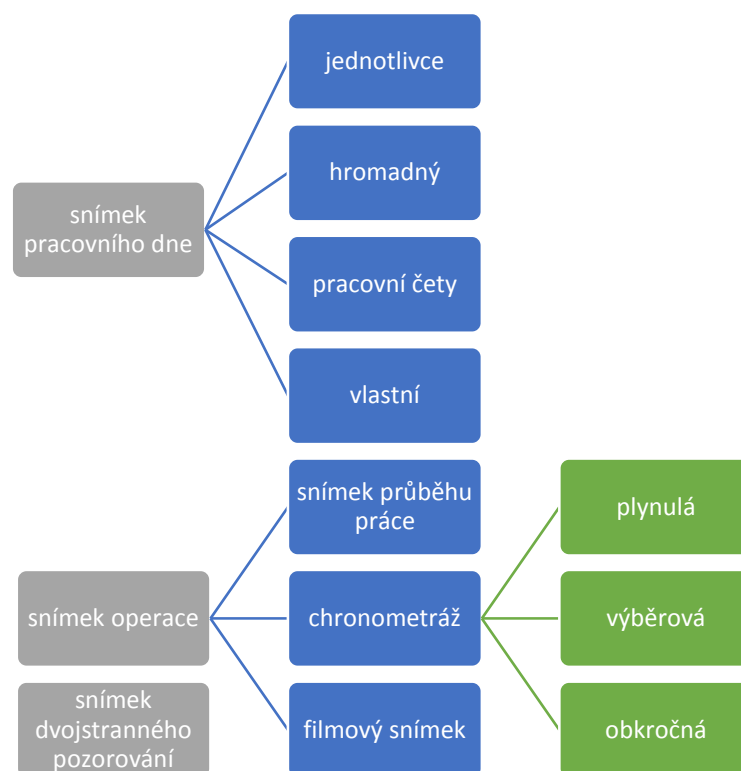 jednotlivce
hromadný
snímek
pracovního dne
pracovní čety
vlastní
snímek průběhu
práce
plynulá
snímek operace
chronometráž
výběrová
snímek
dvojstranného
pozorování
filmový snímek
obkročná